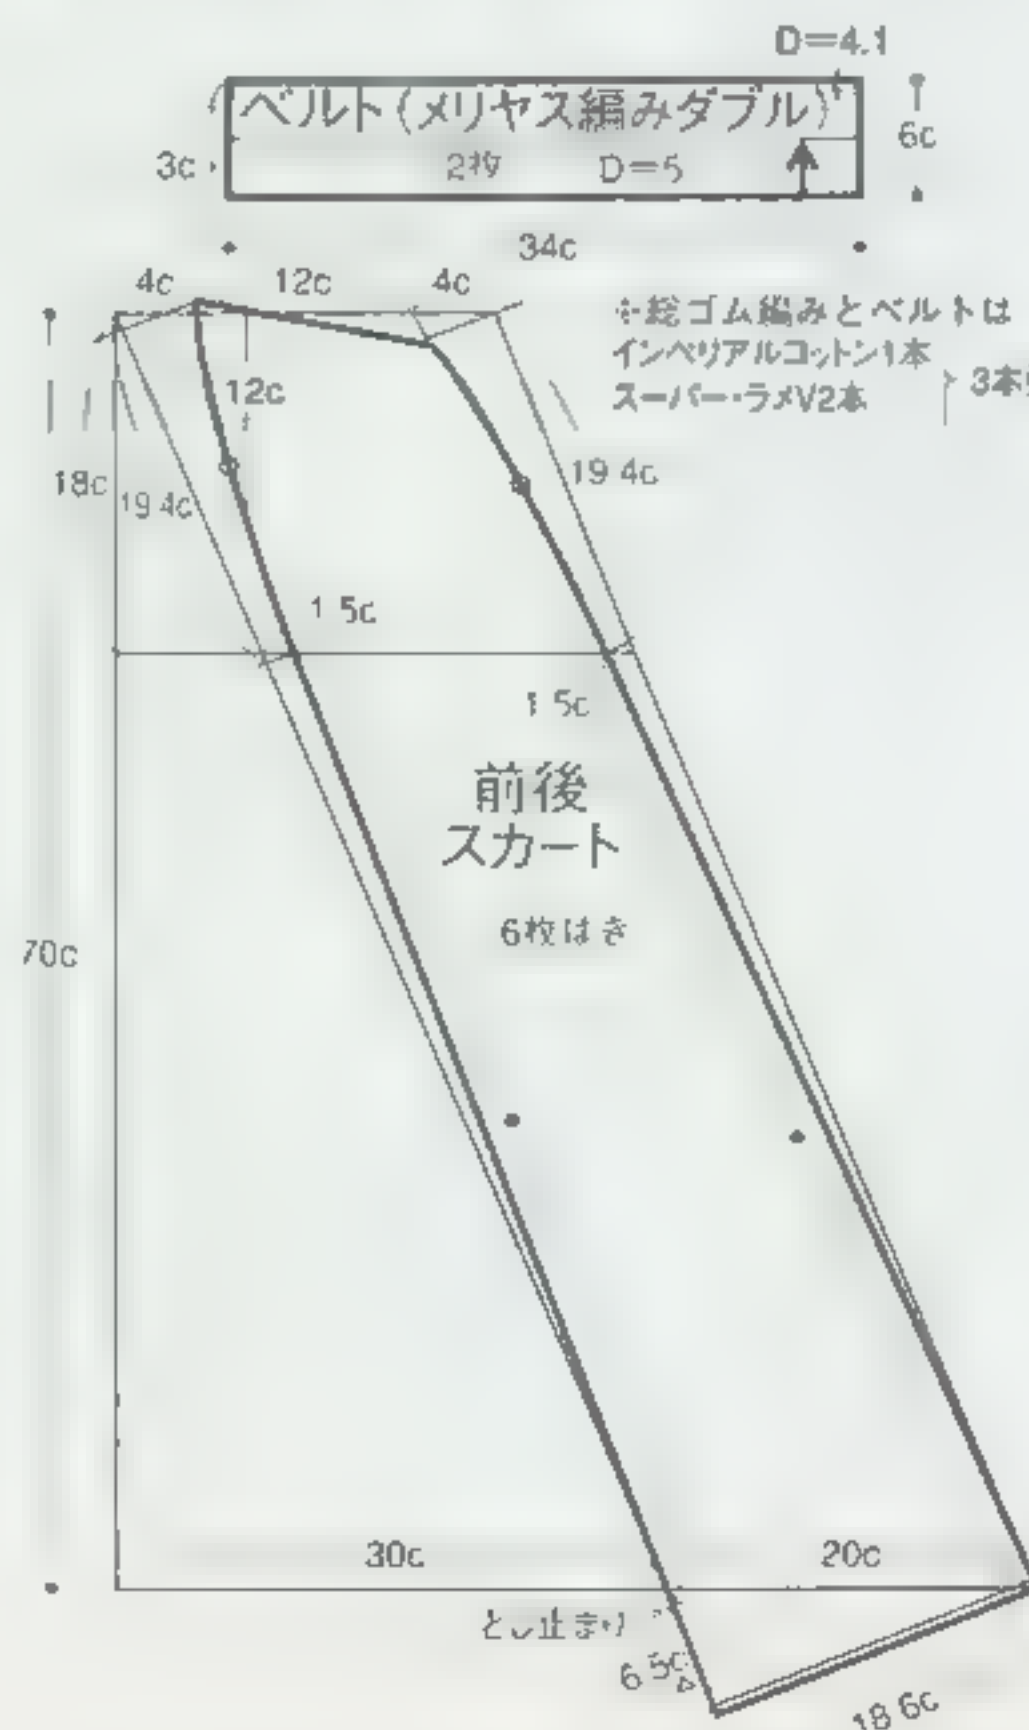 D=4.1
ベルト(メリヤス編みダブル)
6c
3c
2枚 D=5
34c
4c 12c 4c
※総ゴム編みとベルトは
インペリアルコットン1本
スーパー・ラメV2本
3本
12c
18c
19 4c
19 4c
1 5c
1 5c
前後
スカート
6枚はぎ
70c
30c
20c
とじ止まり
6 5c
18 6c